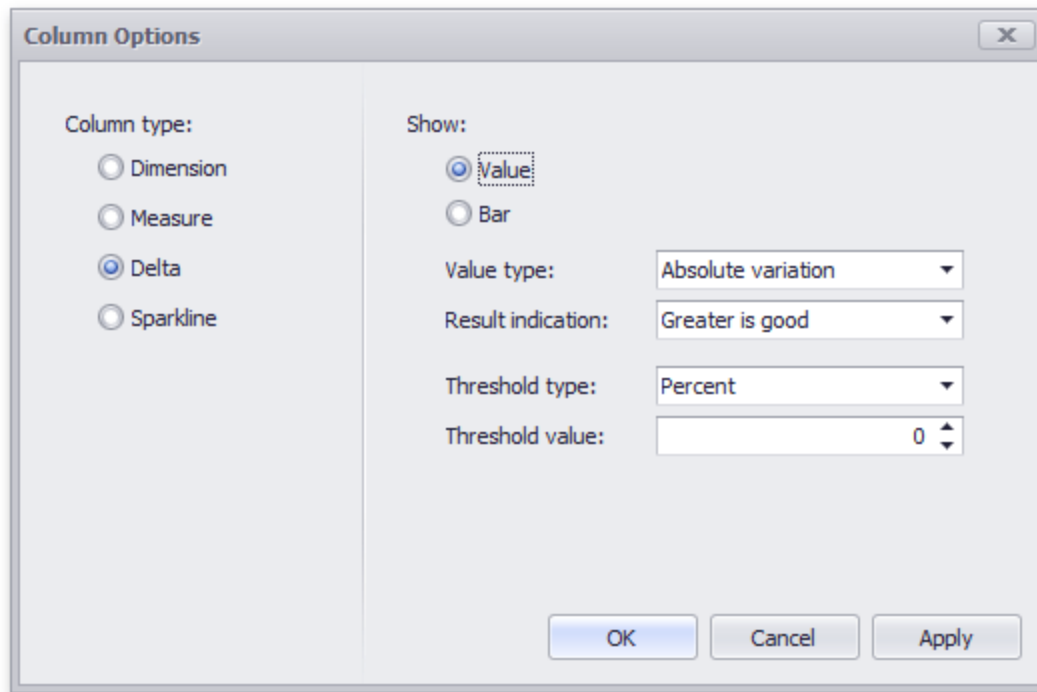 Column Options
Column type:
Dimension
Measure
Delta
Sparkline
Show:
Value
Bar
Value type: Absolute variation
Result indication: Greater is good
Threshold type: Percent
Threshold value: 0
OK Cancel Apply